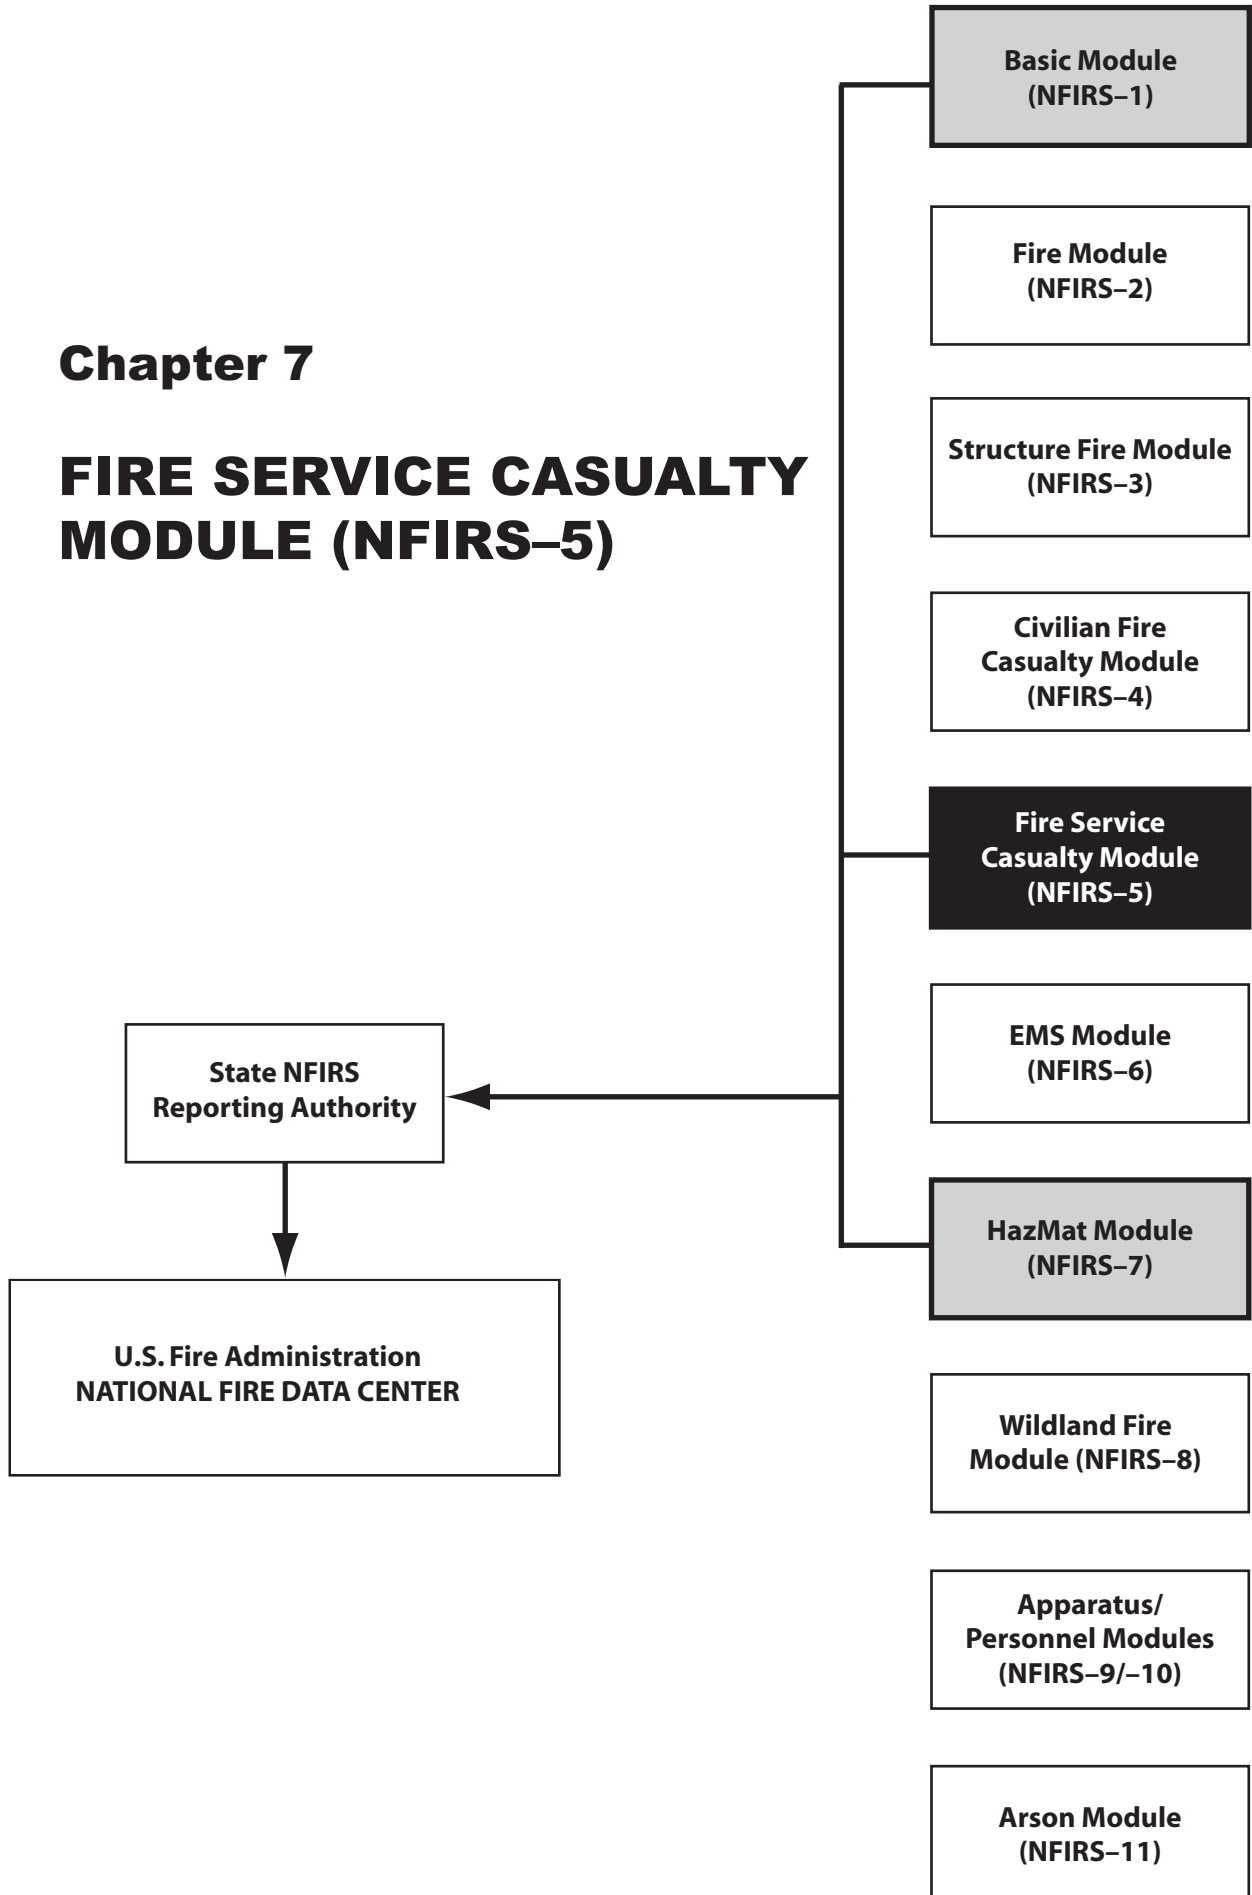 Basic Module
(NFIRS–1)
Fire Module
(NFIRS–2)
Chapter 7
FIRE SERVICE CASUALTY
MODULE (NFIRS–5)
Structure Fire Module
(NFIRS–3)
Civilian Fire
Casualty Module
(NFIRS–4)
Fire Service
Casualty Module
(NFIRS–5)
EMS Module
(NFIRS–6)
State NFIRS
Reporting Authority
HazMat Module
(NFIRS–7)
U.S. Fire Administration
NATIONAL FIRE DATA CENTER
Wildland Fire
Module (NFIRS–8)
Apparatus/
Personnel Modules
(NFIRS–9/–10)
Arson Module
(NFIRS–11)